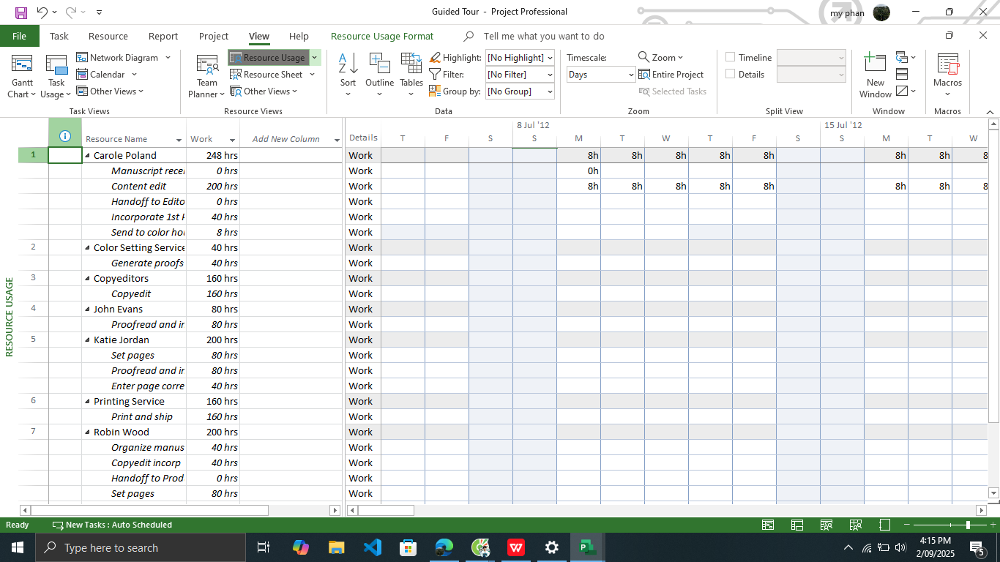 Guided Tour - Project Professional
my phan
File Task Resource Report Project View Help Resource Usage Format Tell me what you want to do
Gantt Chart
Task Usage
Network Diagram
Calendar
Other Views
Task Views
Team Planner
Resource Usage
Resource Sheet
Other Views
Resource Views
Sort
Outline
Tables
Highlight: [No Highlight]
Filter: [No Filter]
Group by: [No Group]
Data
Timescale:
Days
Zoom
Entire Project
Selected Tasks
Zoom
Timeline
Details
Split View
New Window
Window
Macros
Macros
8 Jul '12 15 Jul '12
Resource Name Work Add New Column Details T F S S M T W T F S S M T W
1 Carole Poland 248 hrs Work 8h 8h 8h 8h 8h 8h 8h 8
Manuscript recei 0 hrs Work 0h
Content edit 200 hrs Work 8h 8h 8h 8h 8h 8h 8h 8
Handoff to Edito 0 hrs Work
Incorporate 1st 40 hrs Work
Send to color hou 8 hrs Work
2 Color Setting Service 40 hrs Work
Generate proofs 40 hrs Work
3 Copyeditors 160 hrs Work
Copyedit 160 hrs Work
4 John Evans 80 hrs Work
Proofread and in 80 hrs Work
5 Katie Jordan 200 hrs Work
Set pages 80 hrs Work
Proofread and in 80 hrs Work
Enter page corre 40 hrs Work
6 Printing Service 160 hrs Work
Print and ship 160 hrs Work
7 Robin Wood 200 hrs Work
Organize manus 40 hrs Work
Copyedit incorp 40 hrs Work
Handoff to Prod 0 hrs Work
Set pages 80 hrs Work
RESOURCE USAGE
Ready New Tasks : Auto Scheduled
Type here to search
4:15 PM
2/09/2025
5